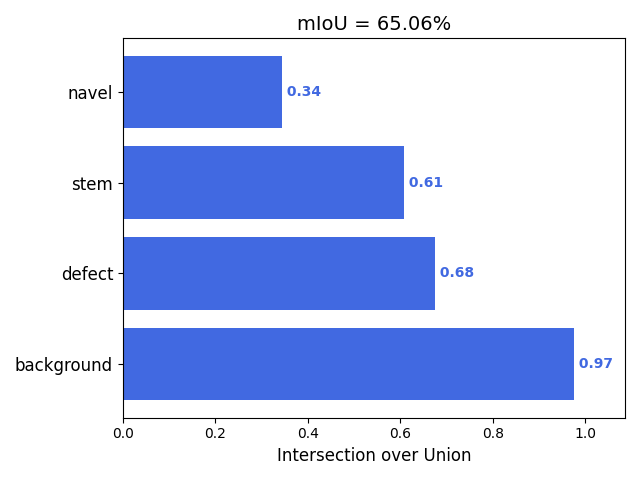 mIoU = 65.06%
navel
0.34
stem
0.61
defect
0.68
background
0.97
0.0 0.2 0.4 0.6 0.8 1.0
Intersection over Union